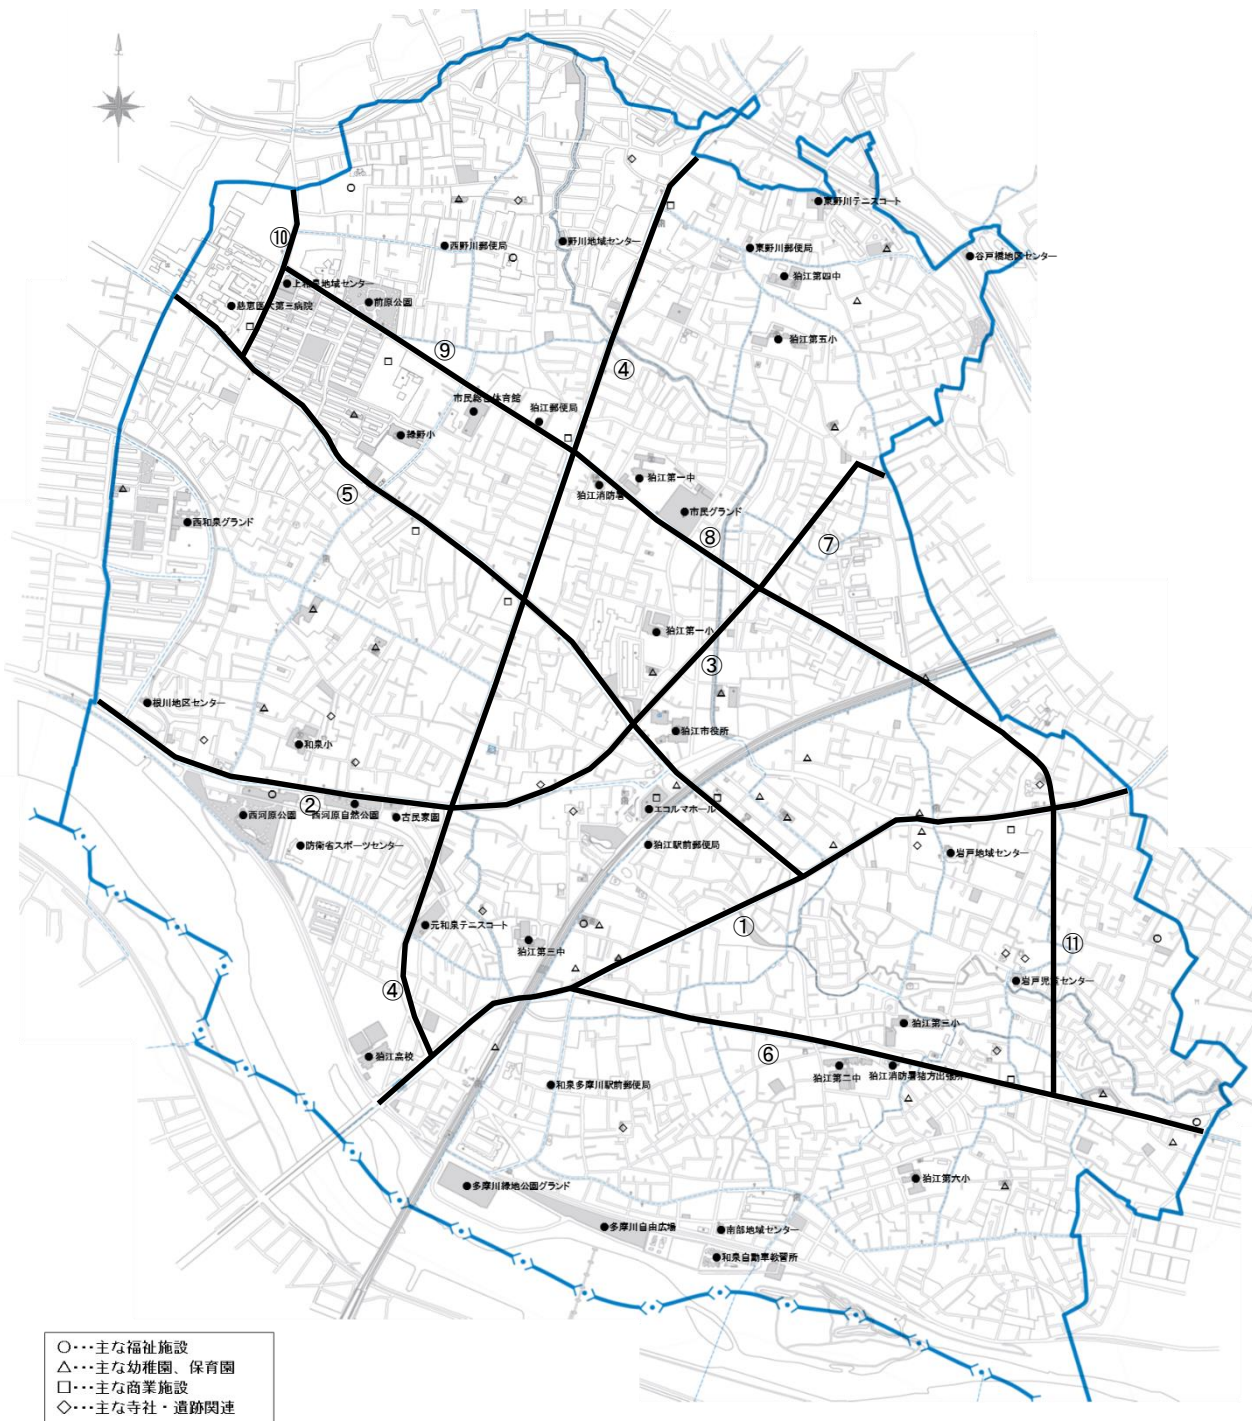 東野川テニスコート
⑩
西野川郵便局
野川地域センター
東野川郵便局
谷戸橋地区センター
狛江第四中
上和泉地域センター
慈恵医大第三病院
前原公園
狛江第五小
⑨
④
市民総合体育館
狛江郵便局
緑野小
狛江第一中
狛江消防署
⑤
市民グランド
西和泉グランド
⑧
⑦
狛江第一小
③
根川地区センター
狛江市役所
和泉小
②
西河原公園
西河原自然公園
古民家園
エコルマホール
防衛省スポーツセンター
狛江駅前郵便局
岩戸地域センター
元和泉テニスコート
①
狛江第三中
⑪
④
岩戸児童センター
狛江第三小
狛江高校
⑥
狛江第二中
狛江消防署猪方出張所
和泉多摩川駅前郵便局
狛江第六小
多摩川緑地公園グランド
多摩川自由広場
南部地域センター
和泉自動車教習所
○･･･主な福祉施設
△･･･主な幼稚園、保育園
□･･･主な商業施設
◇･･･主な寺社・遺跡関連